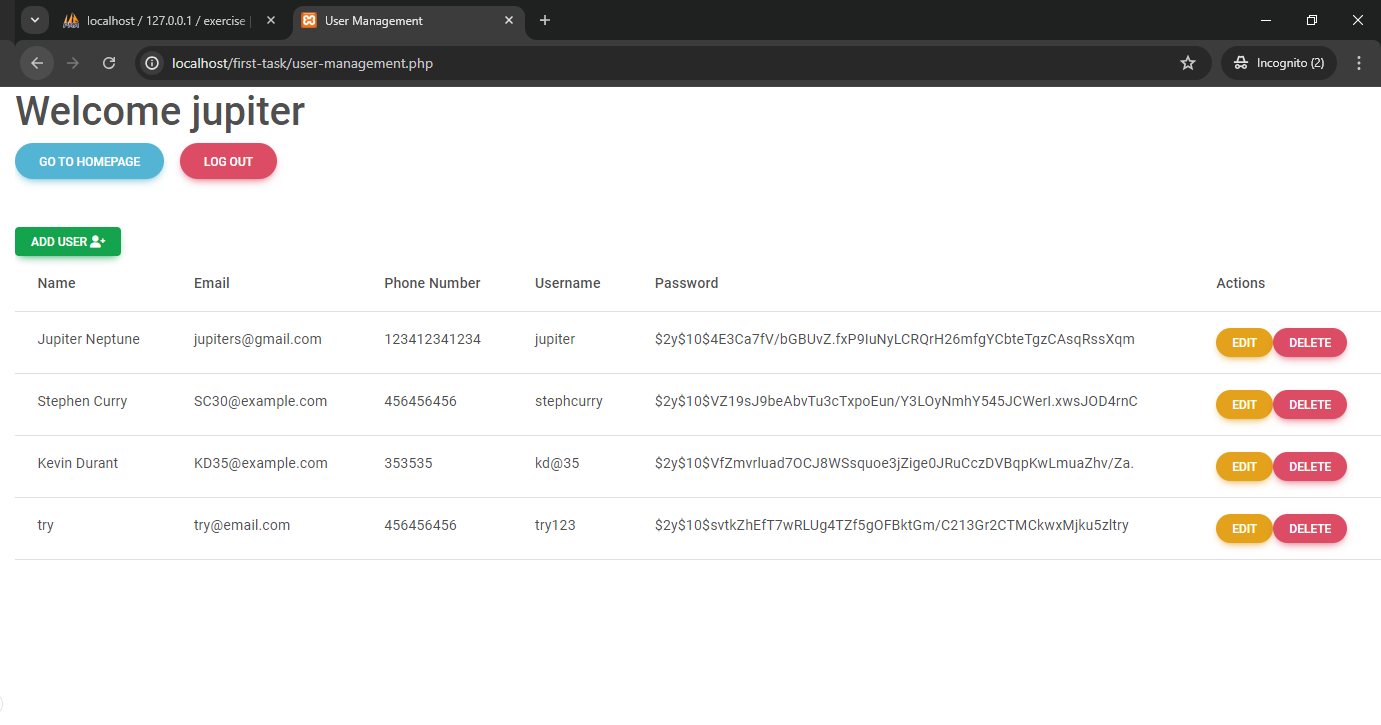 localhost / 127.0.0.1 / exercise |
User Management
localhost/first-task/user-management.php
Incognito (2)
Welcome jupiter
GO TO HOMEPAGE LOG OUT
ADD USER
Name Email Phone Number Username Password Actions
Jupiter Neptune jupiters@gmail.com 123412341234 jupiter $2y$10$4E3Ca7fV/bGBUvZ.fxP9IuNyLCRQrH26mfgYCbteTgzCAsqRssXqm EDIT DELETE
Stephen Curry SC30@example.com 456456456 stephcurry $2y$10$VZ19sJ9beAbvTu3cTxpoEun/Y3LOyNmhY545JCWerI.xwsJOD4rnC EDIT DELETE
Kevin Durant KD35@example.com 353535 kd@35 $2y$10$VfZmvrluad7OCJ8WSsquoe3jZige0JRuCczDVBqpKwLmuaZhv/Za. EDIT DELETE
try try@email.com 456456456 try123 $2y$10$svtkZhEfT7wRLUg4TZf5gOFBktGm/C213Gr2CTMCkwxMjku5zltry EDIT DELETE